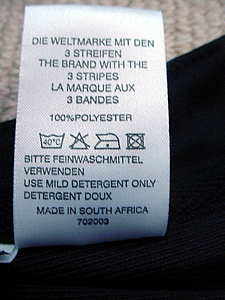 DIE WELTMARKE MIT DEN
3 STREIFEN
THE BRAND WITH THE
3 STRIPES
LA MARQUE AUX
3 BANDES
100%POLYESTER
40°C
BITTE FEINWASCHMITTEL
VERWENDEN
USE MILD DETERGENT ONLY
DETERGENT DOUX
MADE IN SOUTH AFRICA
702003